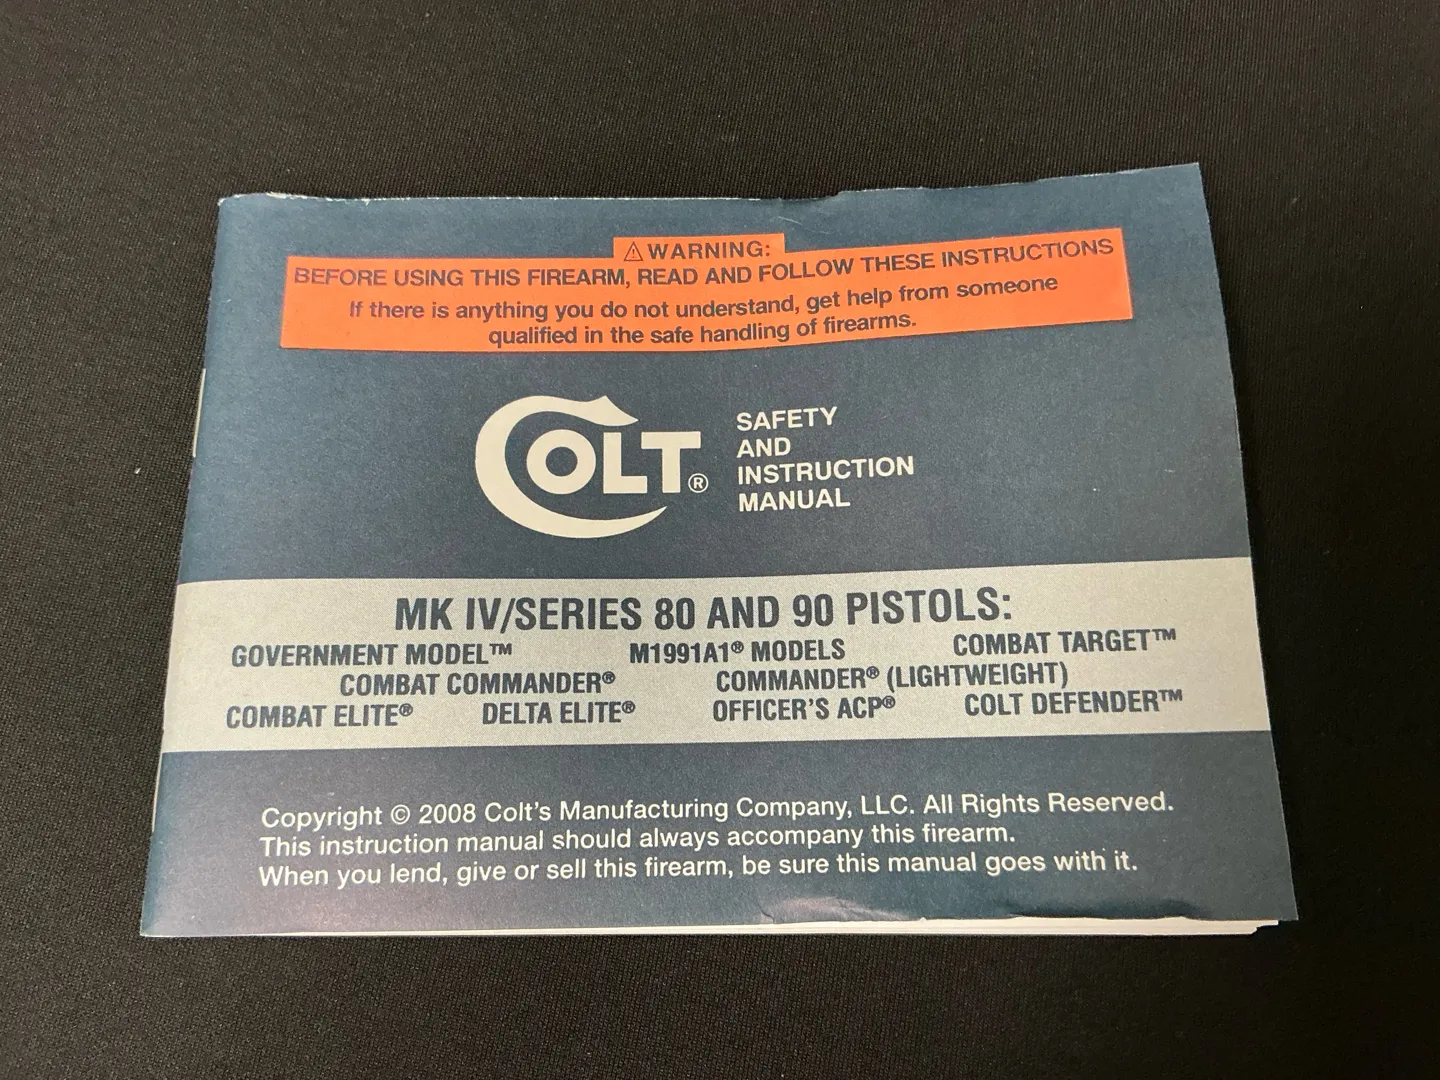 ⚠ WARNING:
BEFORE USING THIS FIREARM, READ AND FOLLOW THESE INSTRUCTIONS
If there is anything you do not understand, get help from someone
qualified in the safe handling of firearms.
COLT®
SAFETY
AND
INSTRUCTION
MANUAL
MK IV/SERIES 80 AND 90 PISTOLS:
GOVERNMENT MODEL™ M1991A1® MODELS COMBAT TARGET™
COMBAT COMMANDER® COMMANDER® (LIGHTWEIGHT)
COMBAT ELITE® DELTA ELITE® OFFICER'S ACP® COLT DEFENDER™
Copyright © 2008 Colt's Manufacturing Company, LLC. All Rights Reserved.
This instruction manual should always accompany this firearm.
When you lend, give or sell this firearm, be sure this manual goes with it.